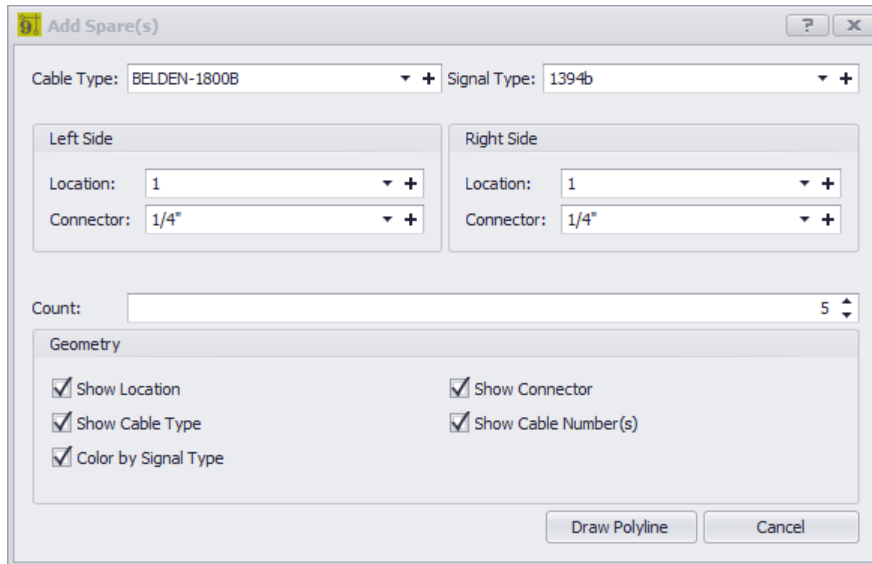 Add Spare(s)
Cable Type: BELDEN-1800B Signal Type: 1394b
Left Side Right Side
Location: 1 Location: 1
Connector: 1/4" Connector: 1/4"
Count: 5
Geometry
Show Location Show Connector
Show Cable Type Show Cable Number(s)
Color by Signal Type
Draw Polyline Cancel